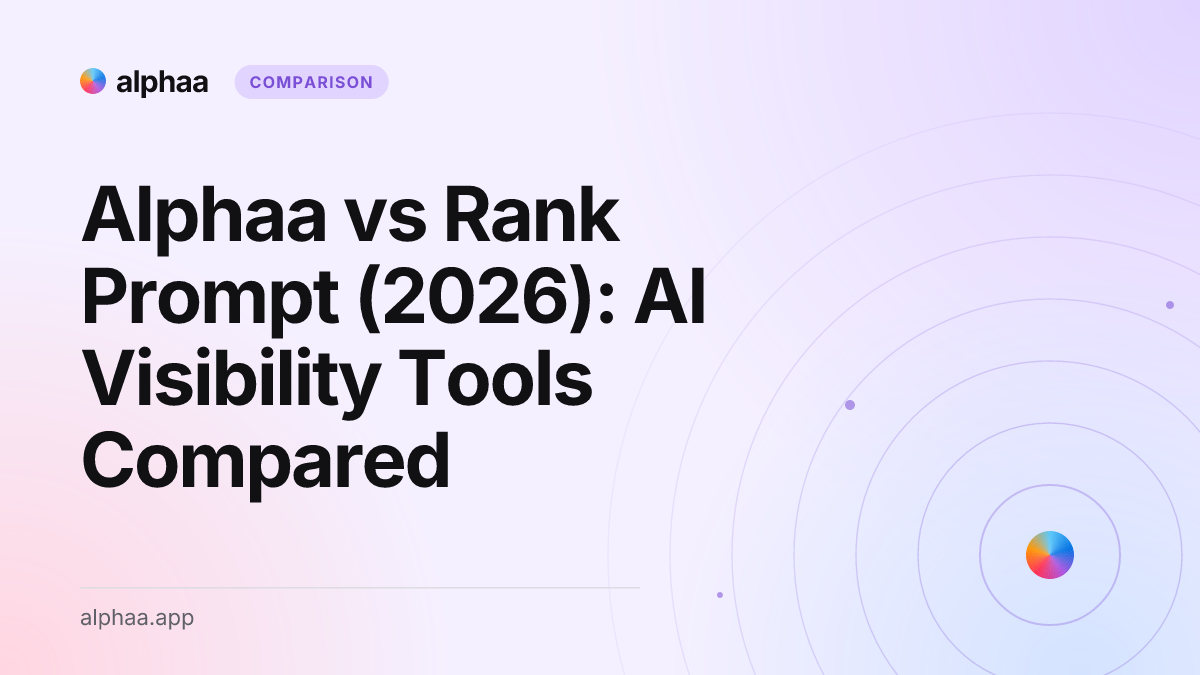 alphaa
COMPARISON
Alphaa vs Rank
Prompt (2026): AI
Visibility Tools
Compared
alphaa.app